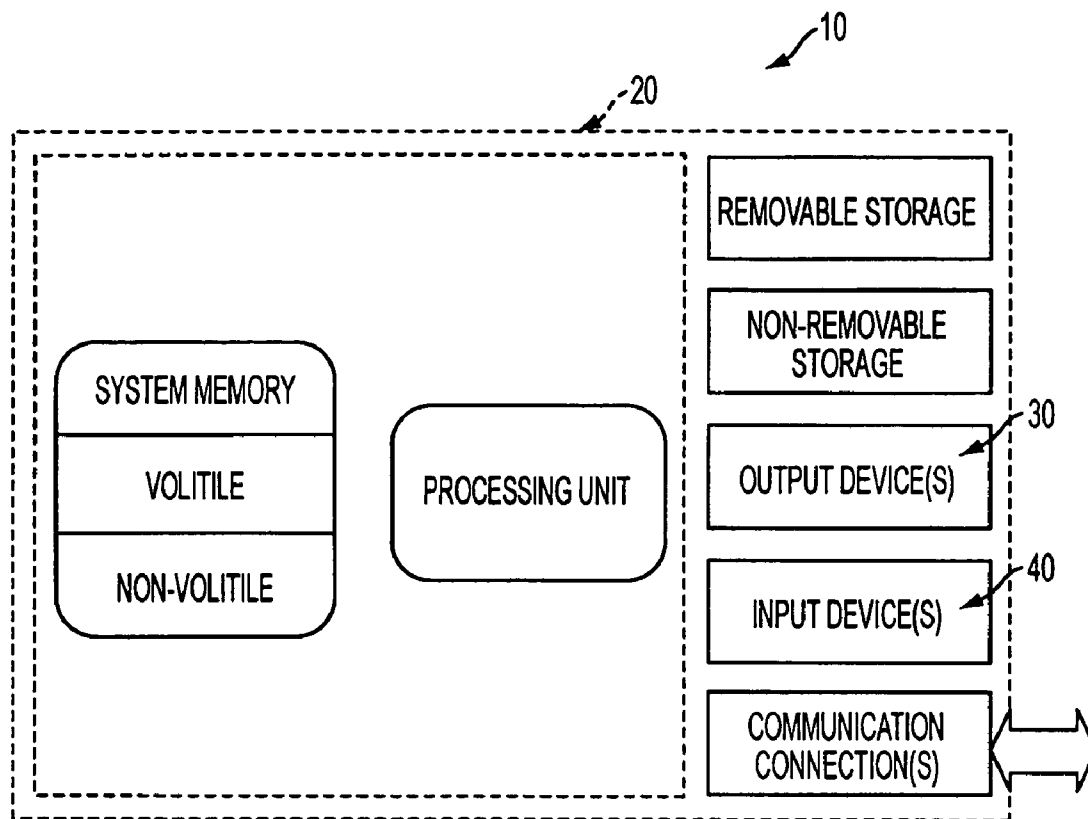 10
20
REMOVABLE STORAGE
NON-REMOVABLE
STORAGE
30
OUTPUT DEVICE(S)
40
INPUT DEVICE(S)
COMMUNICATION
CONNECTION(S)
SYSTEM MEMORY
VOLITILE
NON-VOLITILE
PROCESSING UNIT